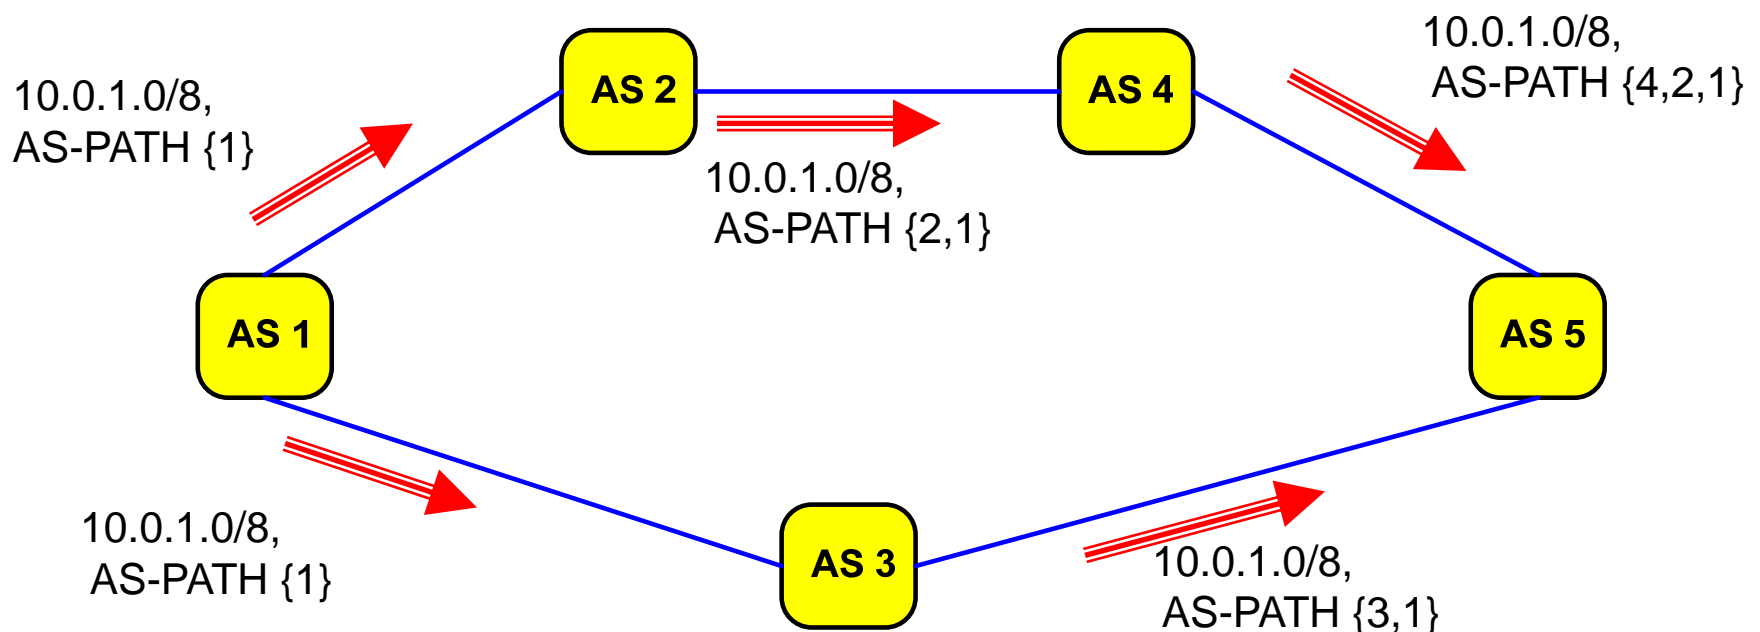 10.0.1.0/8,
AS-PATH {4,2,1}
AS 2
AS 4
10.0.1.0/8,
AS-PATH {1}
10.0.1.0/8,
AS-PATH {2,1}
AS 1
AS 5
10.0.1.0/8,
AS-PATH {1}
AS 3
10.0.1.0/8,
AS-PATH {3,1}